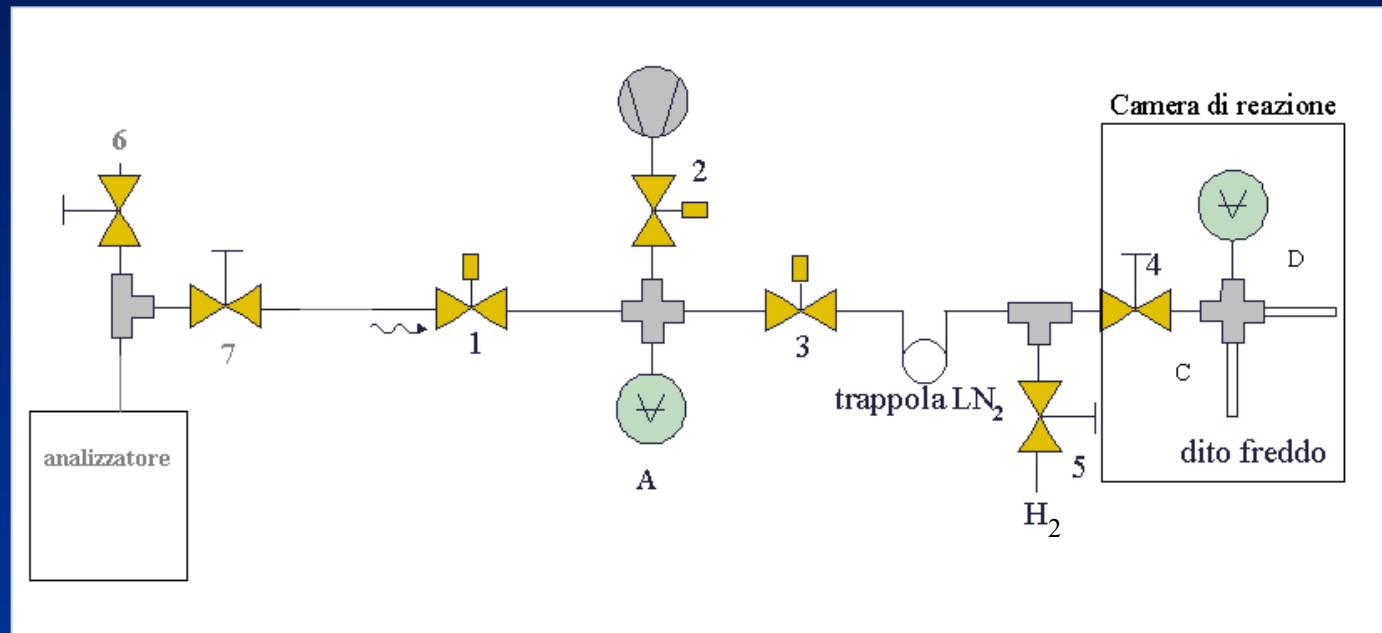 Camera di reazione
6
2
D
4
7
1
3
C
trappola LN₂
analizzatore
dito freddo
5
A
H₂